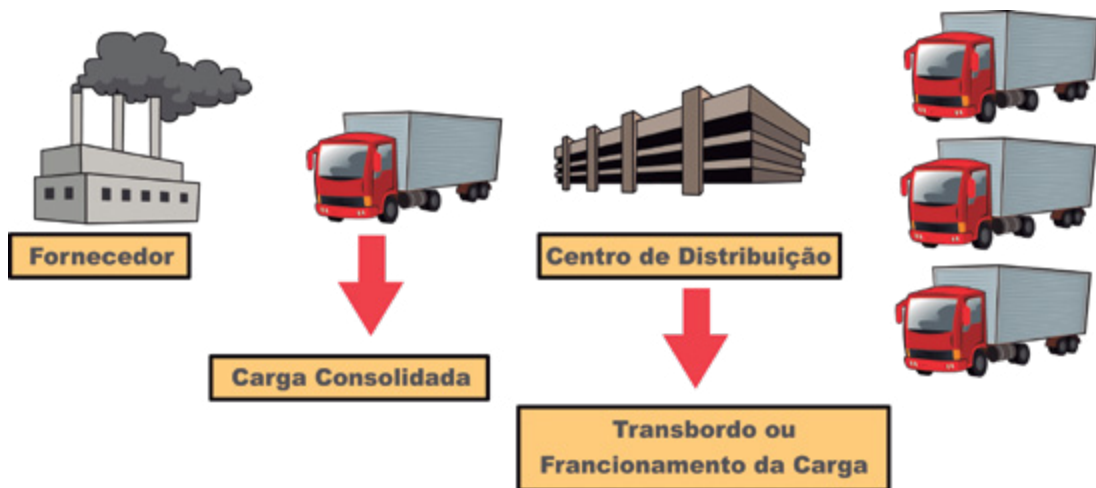 Fornecedor
Centro de Distribuição
Carga Consolidada
Transbordo ou
Francionamento da Carga